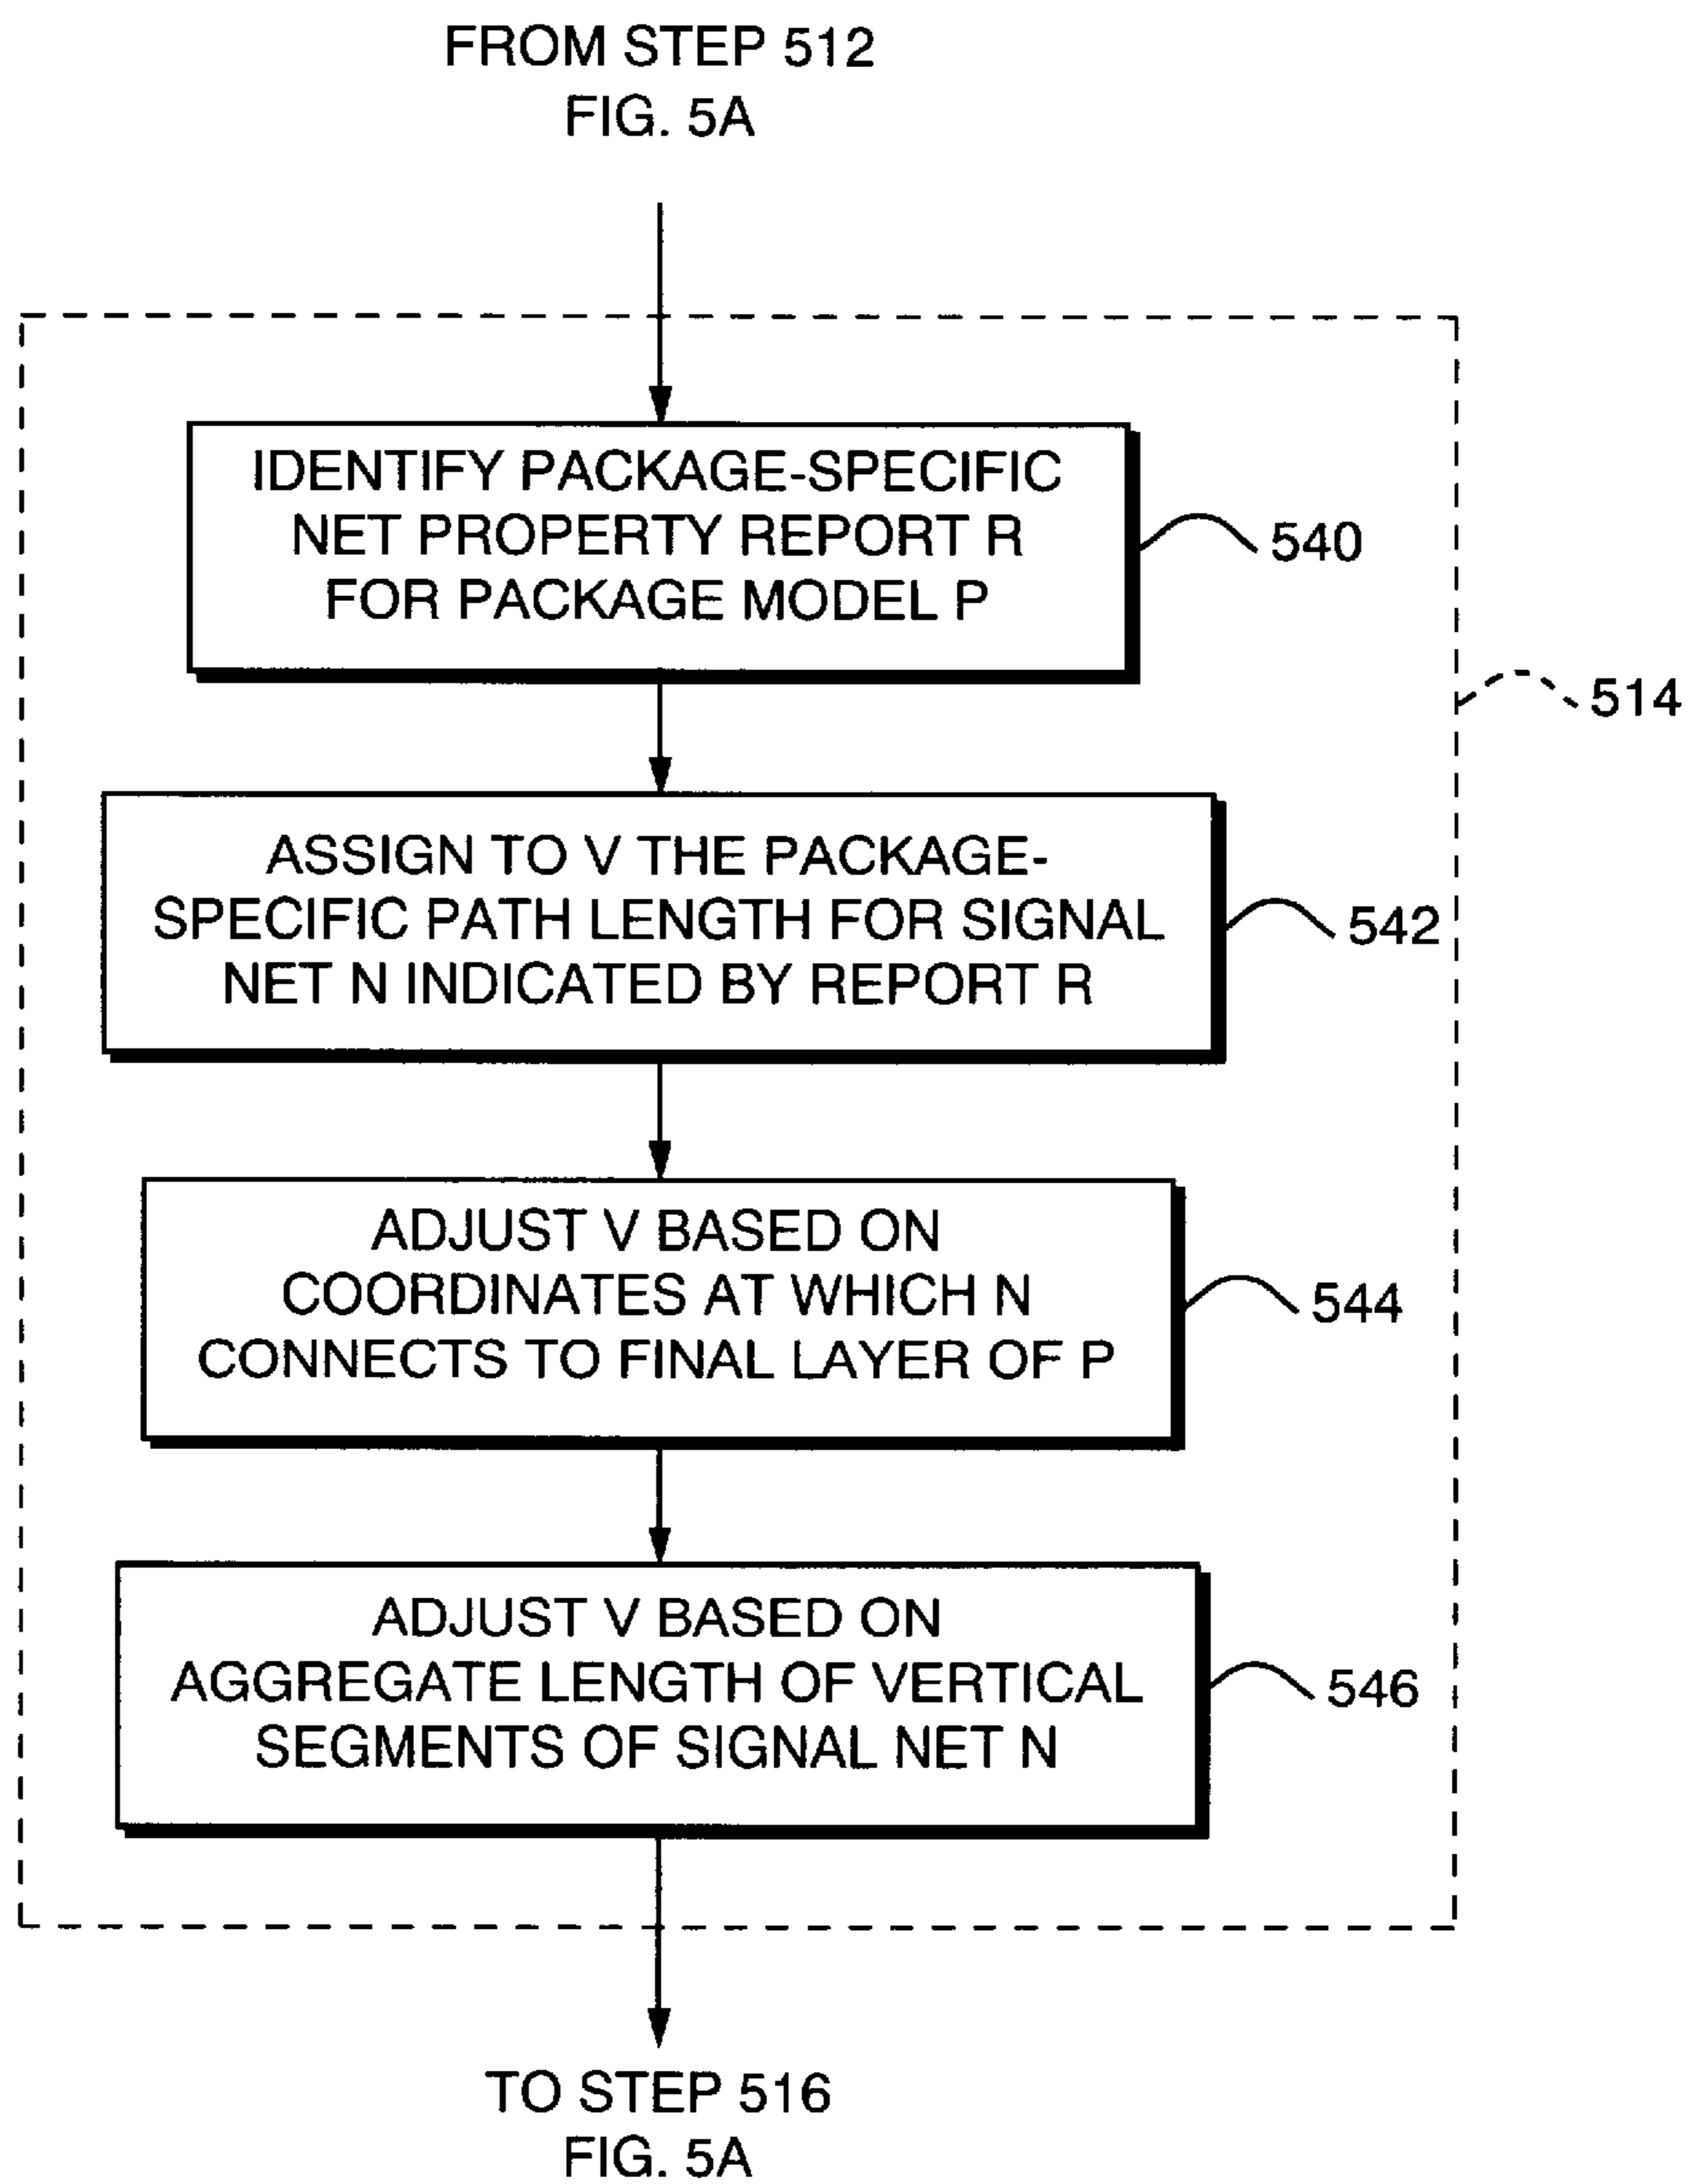 FROM STEP 512
FIG. 5A
IDENTIFY PACKAGE-SPECIFIC
NET PROPERTY REPORT R
FOR PACKAGE MODEL P
540
514
ASSIGN TO V THE PACKAGE-
SPECIFIC PATH LENGTH FOR SIGNAL
NET N INDICATED BY REPORT R
542
ADJUST V BASED ON
COORDINATES AT WHICH N
CONNECTS TO FINAL LAYER OF P
544
ADJUST V BASED ON
AGGREGATE LENGTH OF VERTICAL
SEGMENTS OF SIGNAL NET N
546
TO STEP 516
FIG. 5A